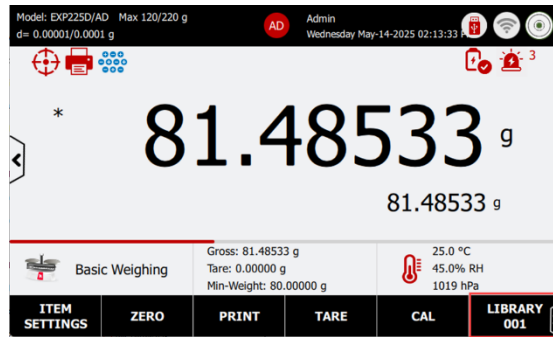 Model: EXP225D/AD Max 120/220 g
d= 0.00001/0.0001 g
AD
Admin
Wednesday May-14-2025 02:13:33
3
*
81.48533 g
81.48533 g
Basic Weighing
Gross: 81.48533 g
Tare: 0.00000 g
Min-Weight: 80.00000 g
25.0 °C
45.0% RH
1019 hPa
ITEM SETTINGS
ZERO
PRINT
TARE
CAL
LIBRARY 001